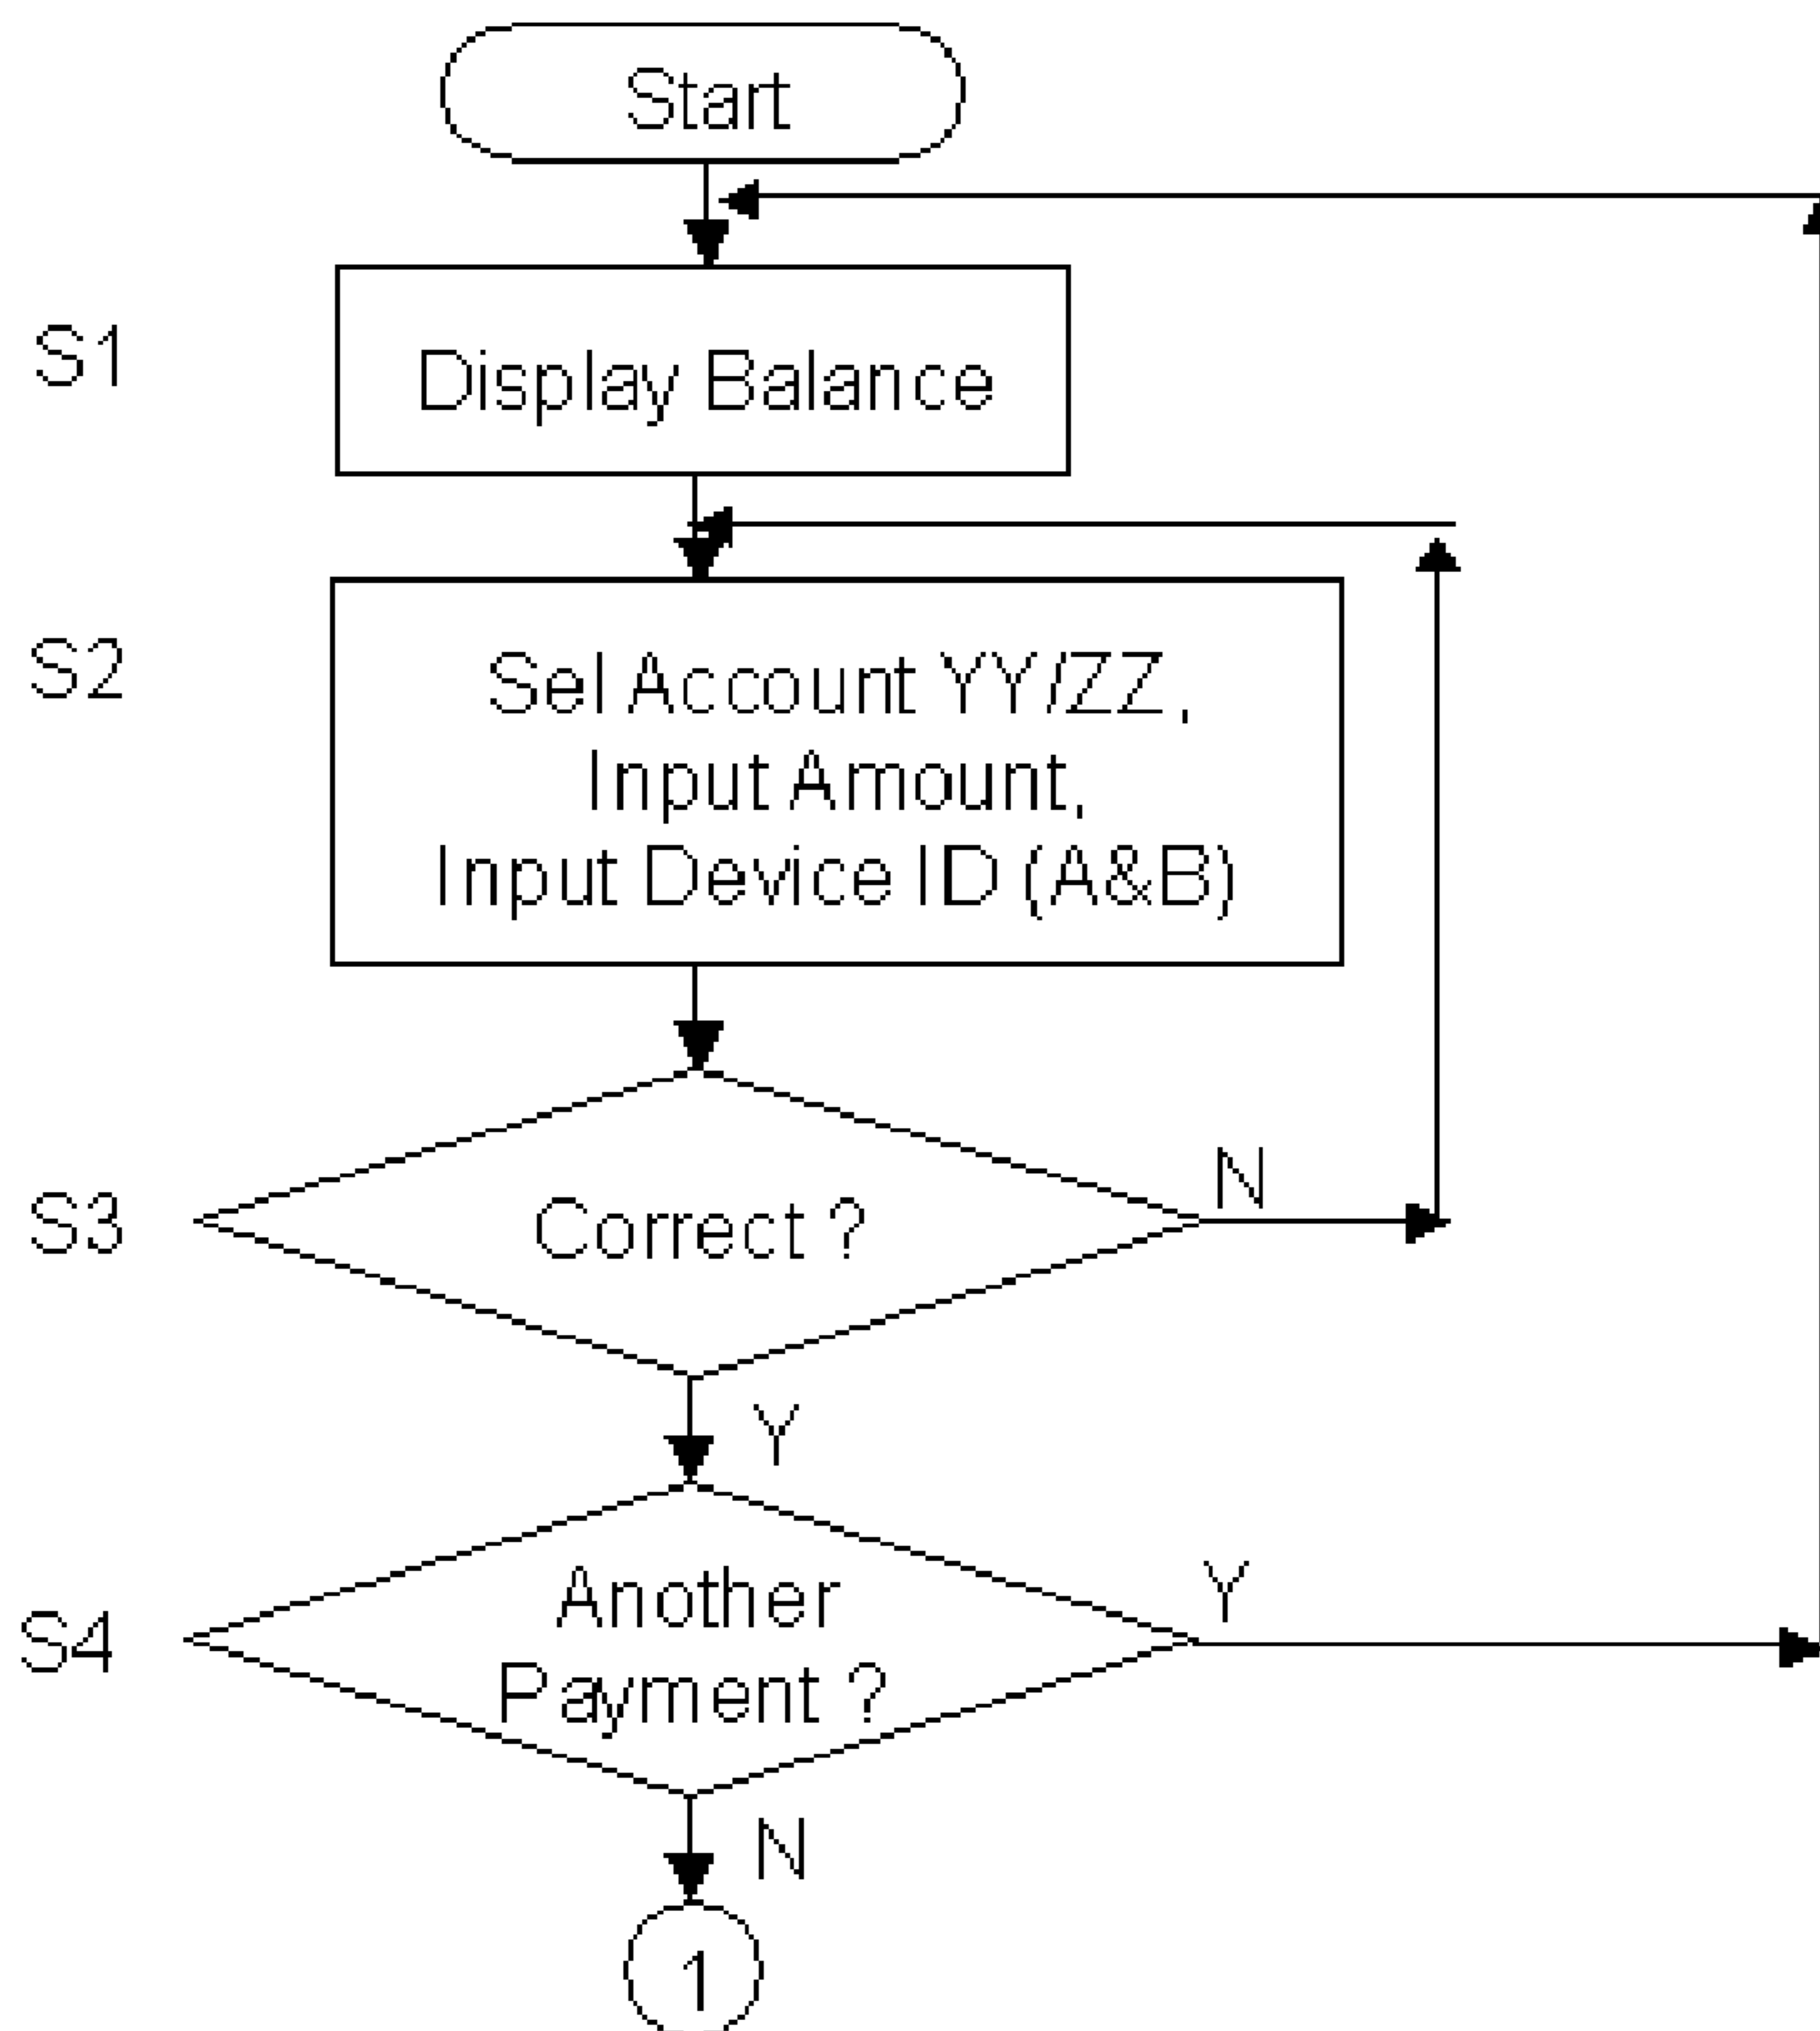 Start
S1
Display Balance
S2
Sel Account YY/ZZ,
Input Amount,
Input Device ID (A&B)
N
S3
Correct ?
Y
Y
Another
S4
Payment ?
N
1